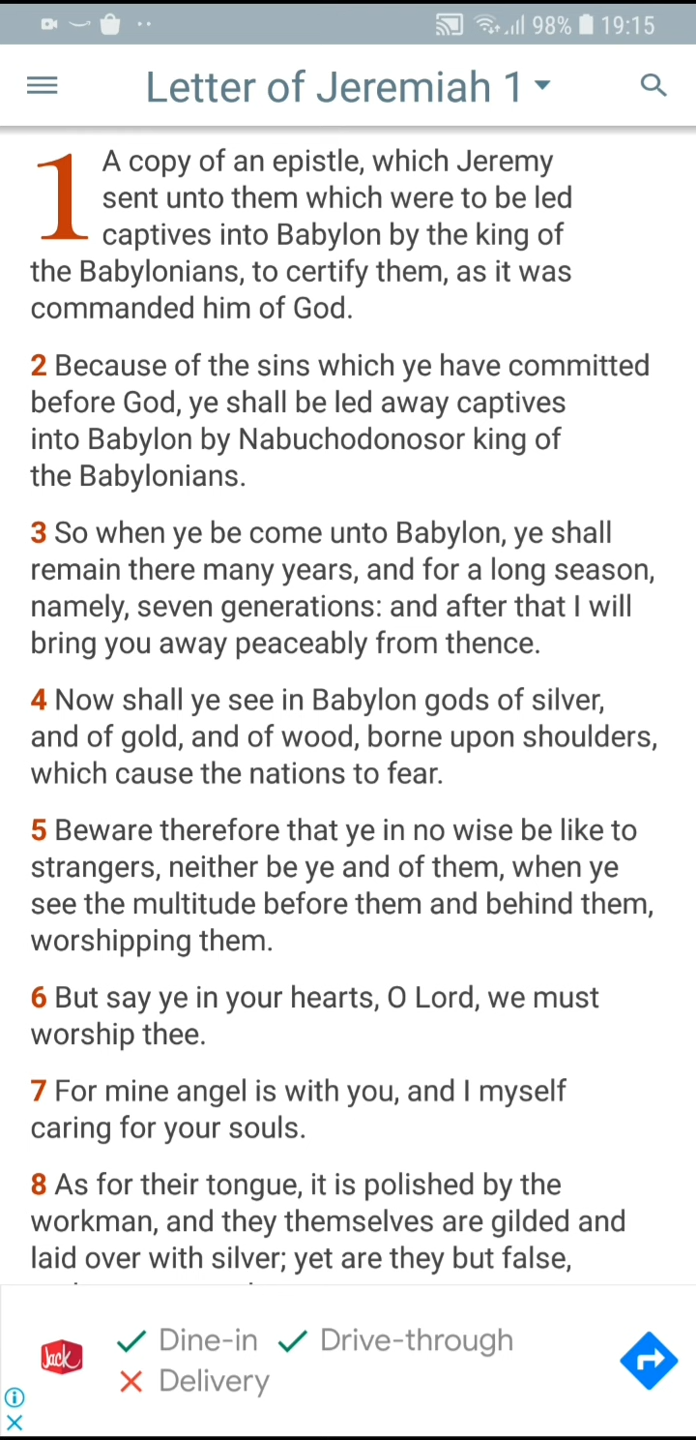 98% 19:15
Letter of Jeremiah 1
1 A copy of an epistle, which Jeremy
sent unto them which were to be led
captives into Babylon by the king of
the Babylonians, to certify them, as it was
commanded him of God.
2 Because of the sins which ye have committed
before God, ye shall be led away captives
into Babylon by Nabuchodonosor king of
the Babylonians.
3 So when ye be come unto Babylon, ye shall
remain there many years, and for a long season,
namely, seven generations: and after that I will
bring you away peaceably from thence.
4 Now shall ye see in Babylon gods of silver,
and of gold, and of wood, borne upon shoulders,
which cause the nations to fear.
5 Beware therefore that ye in no wise be like to
strangers, neither be ye and of them, when ye
see the multitude before them and behind them,
worshipping them.
6 But say ye in your hearts, O Lord, we must
worship thee.
7 For mine angel is with you, and I myself
caring for your souls.
8 As for their tongue, it is polished by the
workman, and they themselves are gilded and
laid over with silver; yet are they but false,
Jack
Dine-in Drive-through
Delivery